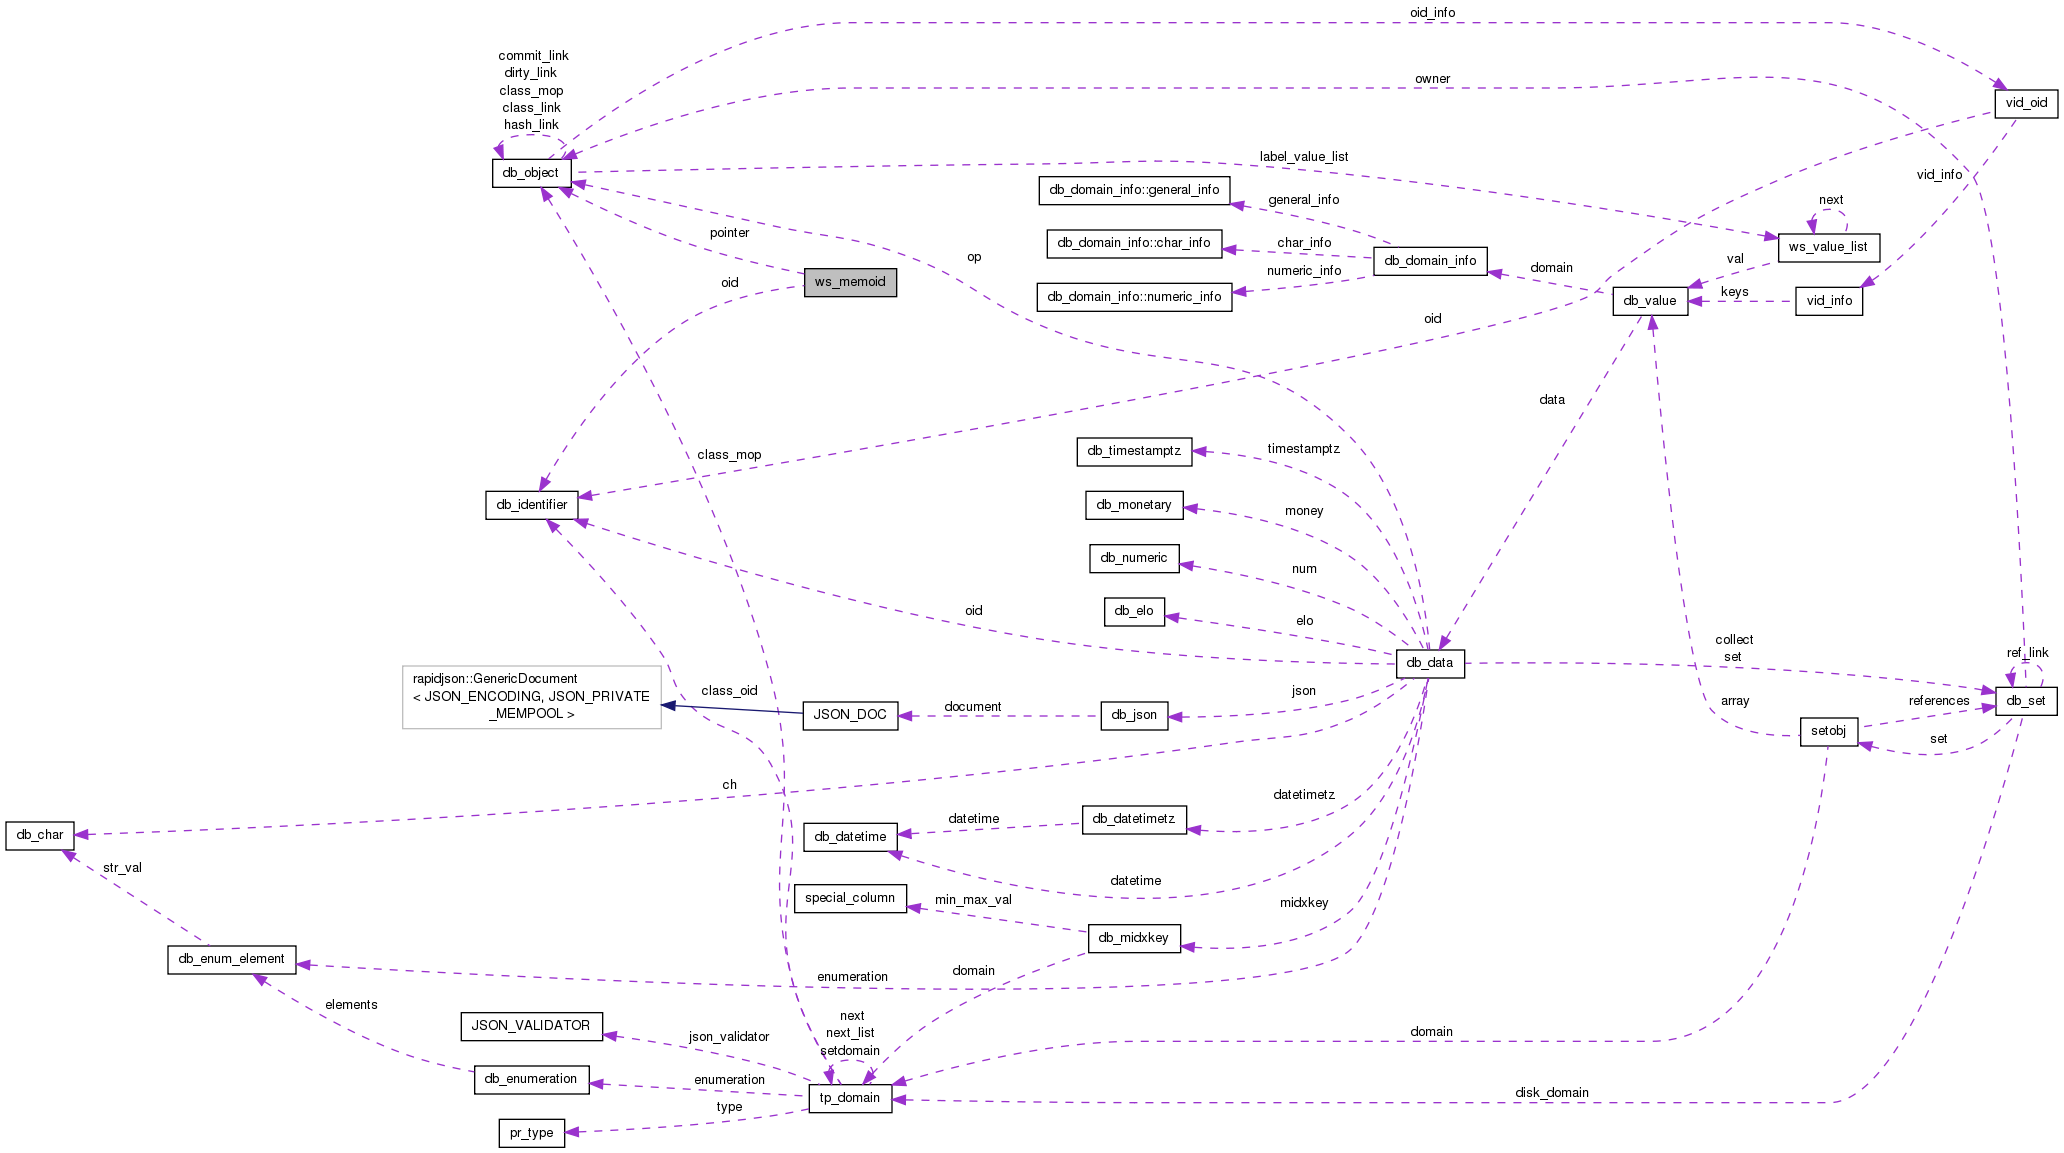 oid_info
commit_link
dirty_link
class_mop
class_link
hash_link
owner
vid_oid
db_object
label_value_list
vid_info
db_domain_info::general_info
general_info
next
pointer
db_domain_info::char_info
char_info
ws_value_list
op
db_domain_info
val
domain
numeric_info
oid
ws_memoid
db_domain_info::numeric_info
keys
db_value
vid_info
oid
data
class_mop
db_timestamptz
timestamptz
db_identifier
db_monetary
money
db_numeric
num
oid
db_elo
elo
collect
set
ref_link
db_data
rapidjson::GenericDocument
< JSON_ENCODING, JSON_PRIVATE
_MEMPOOL >
class_oid
json
document
JSON_DOC
db_json
array
references
db_set
setobj
set
ch
datetimetz
db_char
db_datetime
datetime
db_datetimetz
str_val
datetime
special_column
min_max_val
midxkey
db_midxkey
db_enum_element
enumeration
domain
elements
next
next_list
setdomain
JSON_VALIDATOR
json_validator
domain
db_enumeration
enumeration
tp_domain
disk_domain
type
pr_type